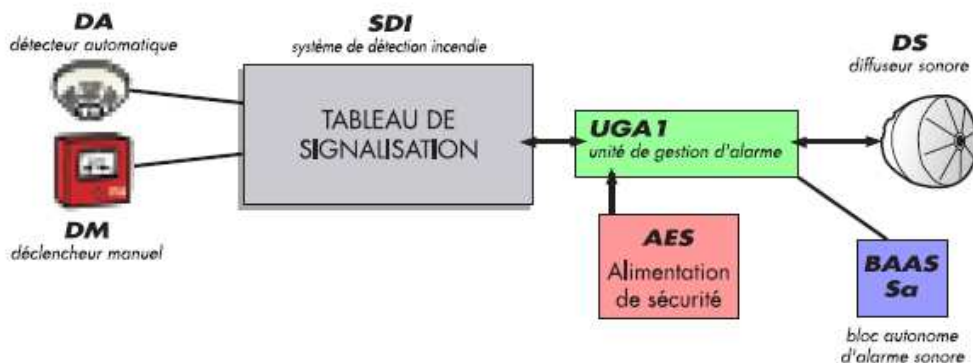 DA
détecteur automatique
SDI
système de détection incendie
DS
diffuseur sonore
TABLEAU DE
SIGNALISATION
UGA1
unité de gestion d'alarme
DM
déclencheur manuel
AES
Alimentation
de sécurité
BAAS
Sa
bloc autonome
d'alarme sonore